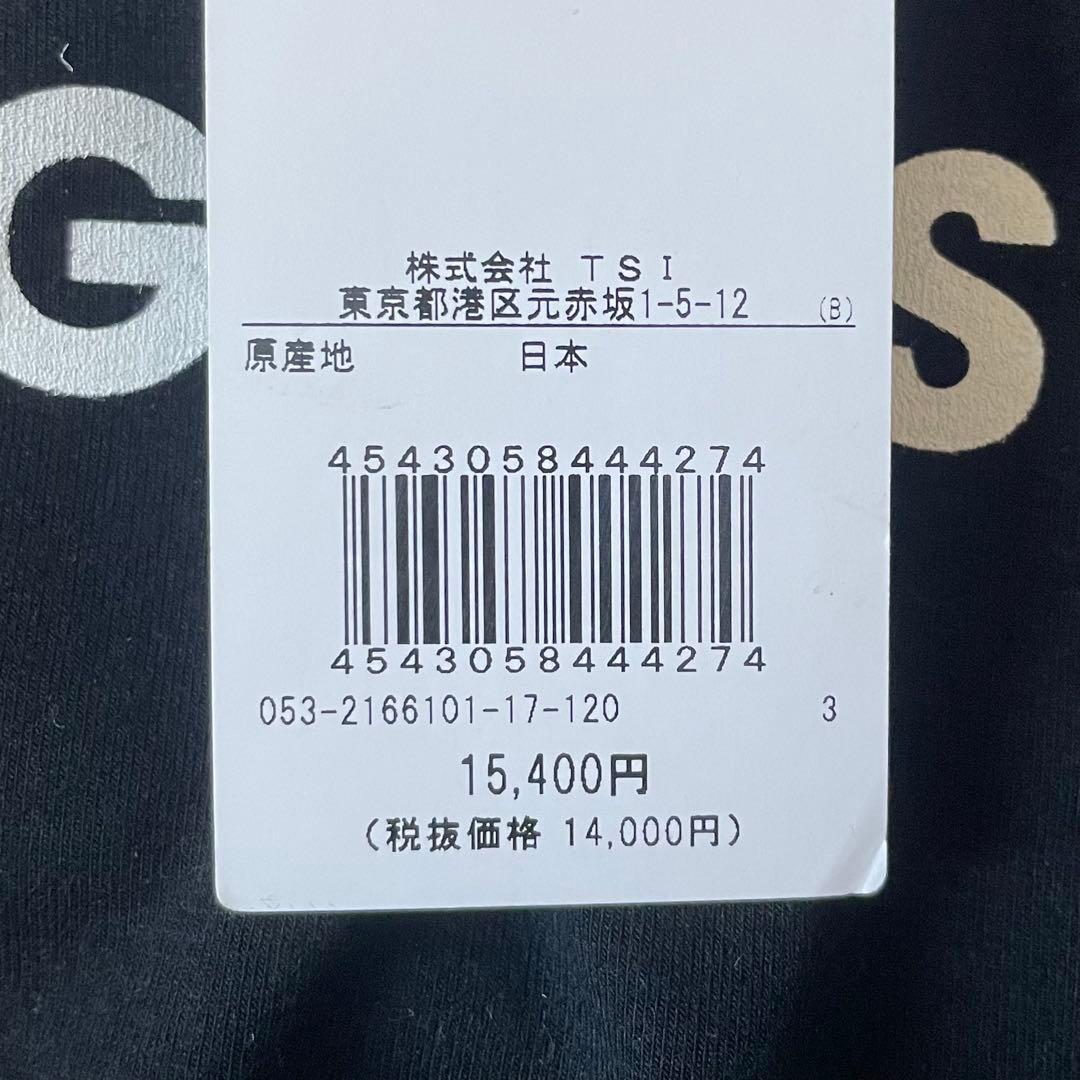 G S
株式会社 TSI
東京都港区元赤坂1-5-12 (B)
原産地 日本
4543058444274
4543058444274
053-2166101-17-120 3
15,400円
(税抜価格 14,000円)